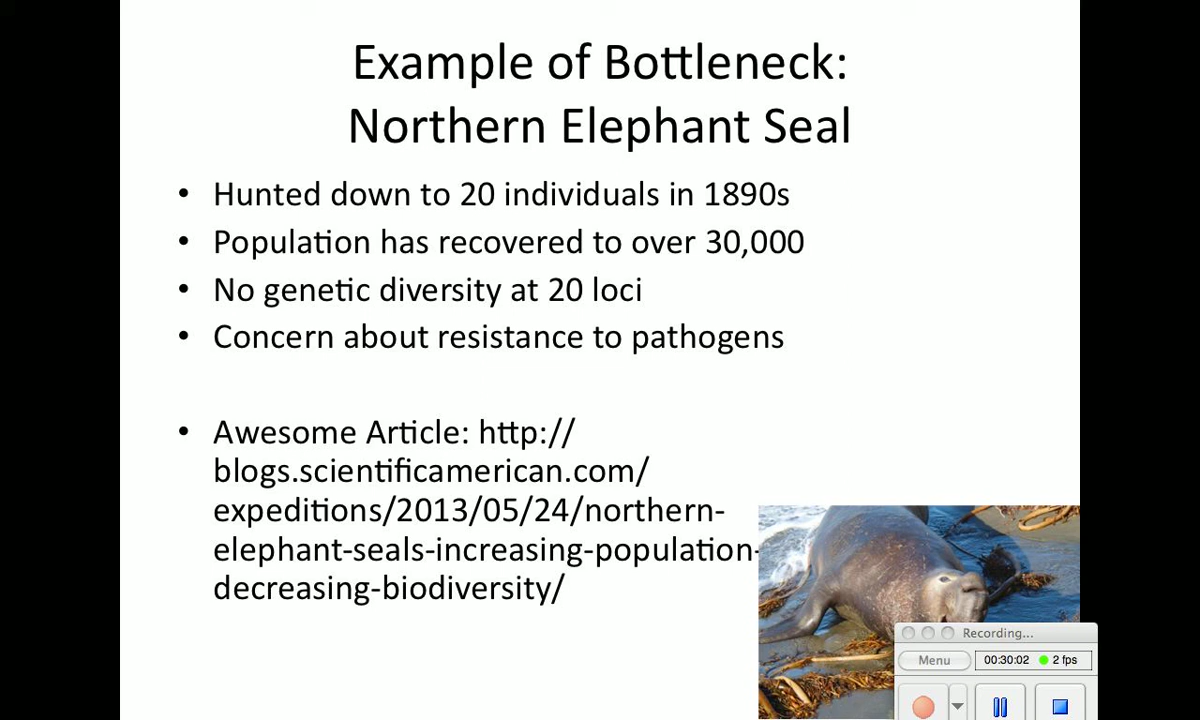 Example of Bottleneck:
Northern Elephant Seal
• Hunted down to 20 individuals in 1890s
• Population has recovered to over 30,000
• No genetic diversity at 20 loci
• Concern about resistance to pathogens
• Awesome Article: http://
blogs.scientificamerican.com/
expeditions/2013/05/24/northern-
elephant-seals-increasing-population-
decreasing-biodiversity/
Recording...
Menu 00:30:02 2 fps